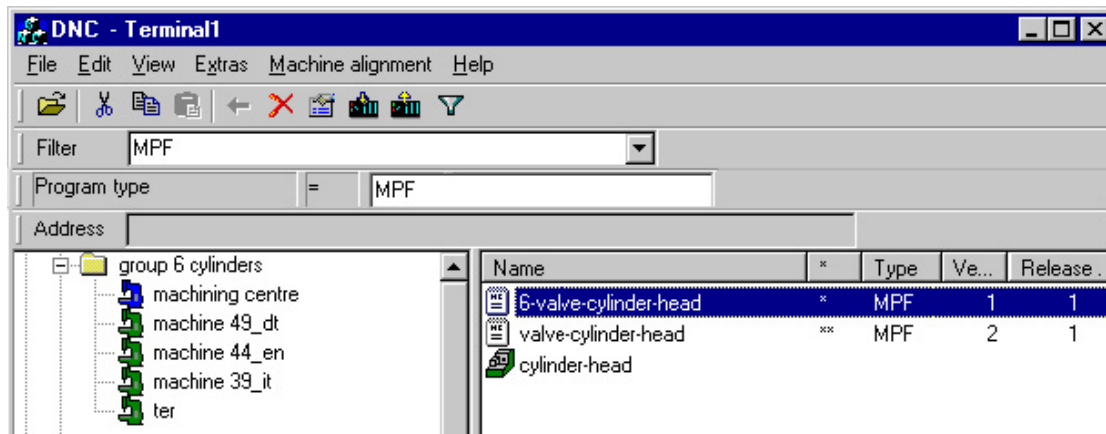 DNC - Terminal1
File Edit View Extras Machine alignment Help
Filter MPF
Program type = MPF
Address
group 6 cylinders
machining centre
machine 49_dt
machine 44_en
machine 39_it
ter
Name * Type Ve... Release .
6-valve-cylinder-head * MPF 1 1
valve-cylinder-head ** MPF 2 1
cylinder-head